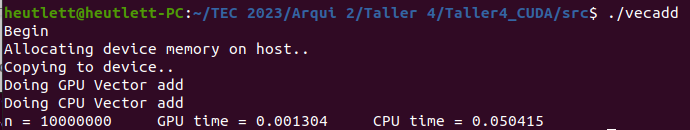 heutlett@heutlett-PC:~/TEC 2023/Arqui 2/Taller 4/Taller4_CUDA/src$ ./vecadd
Begin
Allocating device memory on host..
Copying to device..
Doing GPU Vector add
Doing CPU Vector add
n = 10000000 GPU time = 0.001304 CPU time = 0.050415